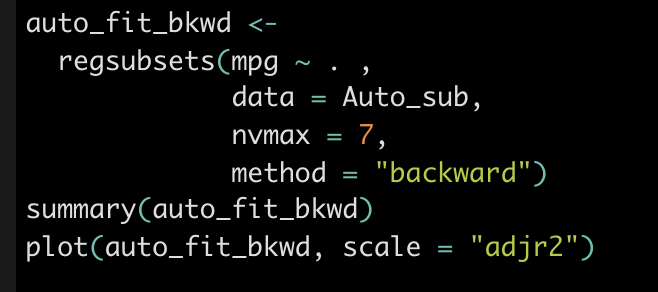 auto_fit_bkwd <-
  regsubsets(mpg ~ . ,
             data = Auto_sub,
             nvmax = 7,
             method = "backward")
summary(auto_fit_bkwd)
plot(auto_fit_bkwd, scale = "adjr2")